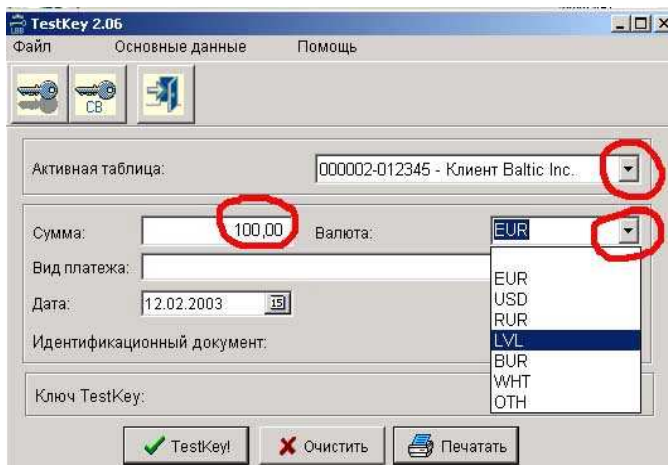 TestKey 2.06
Файл Основные данные Помощь
CB
Активная таблица: 000002-012345 - Клиент Baltic Inc.
Сумма: 100,00 Валюта: EUR
Вид платежа:
EUR
Дата: 12.02.2003 15
USD
RUR
Идентификационный документ:
LVL
BUR
WHT
Ключ TestKey:
OTH
TestKey! Очистить Печатать